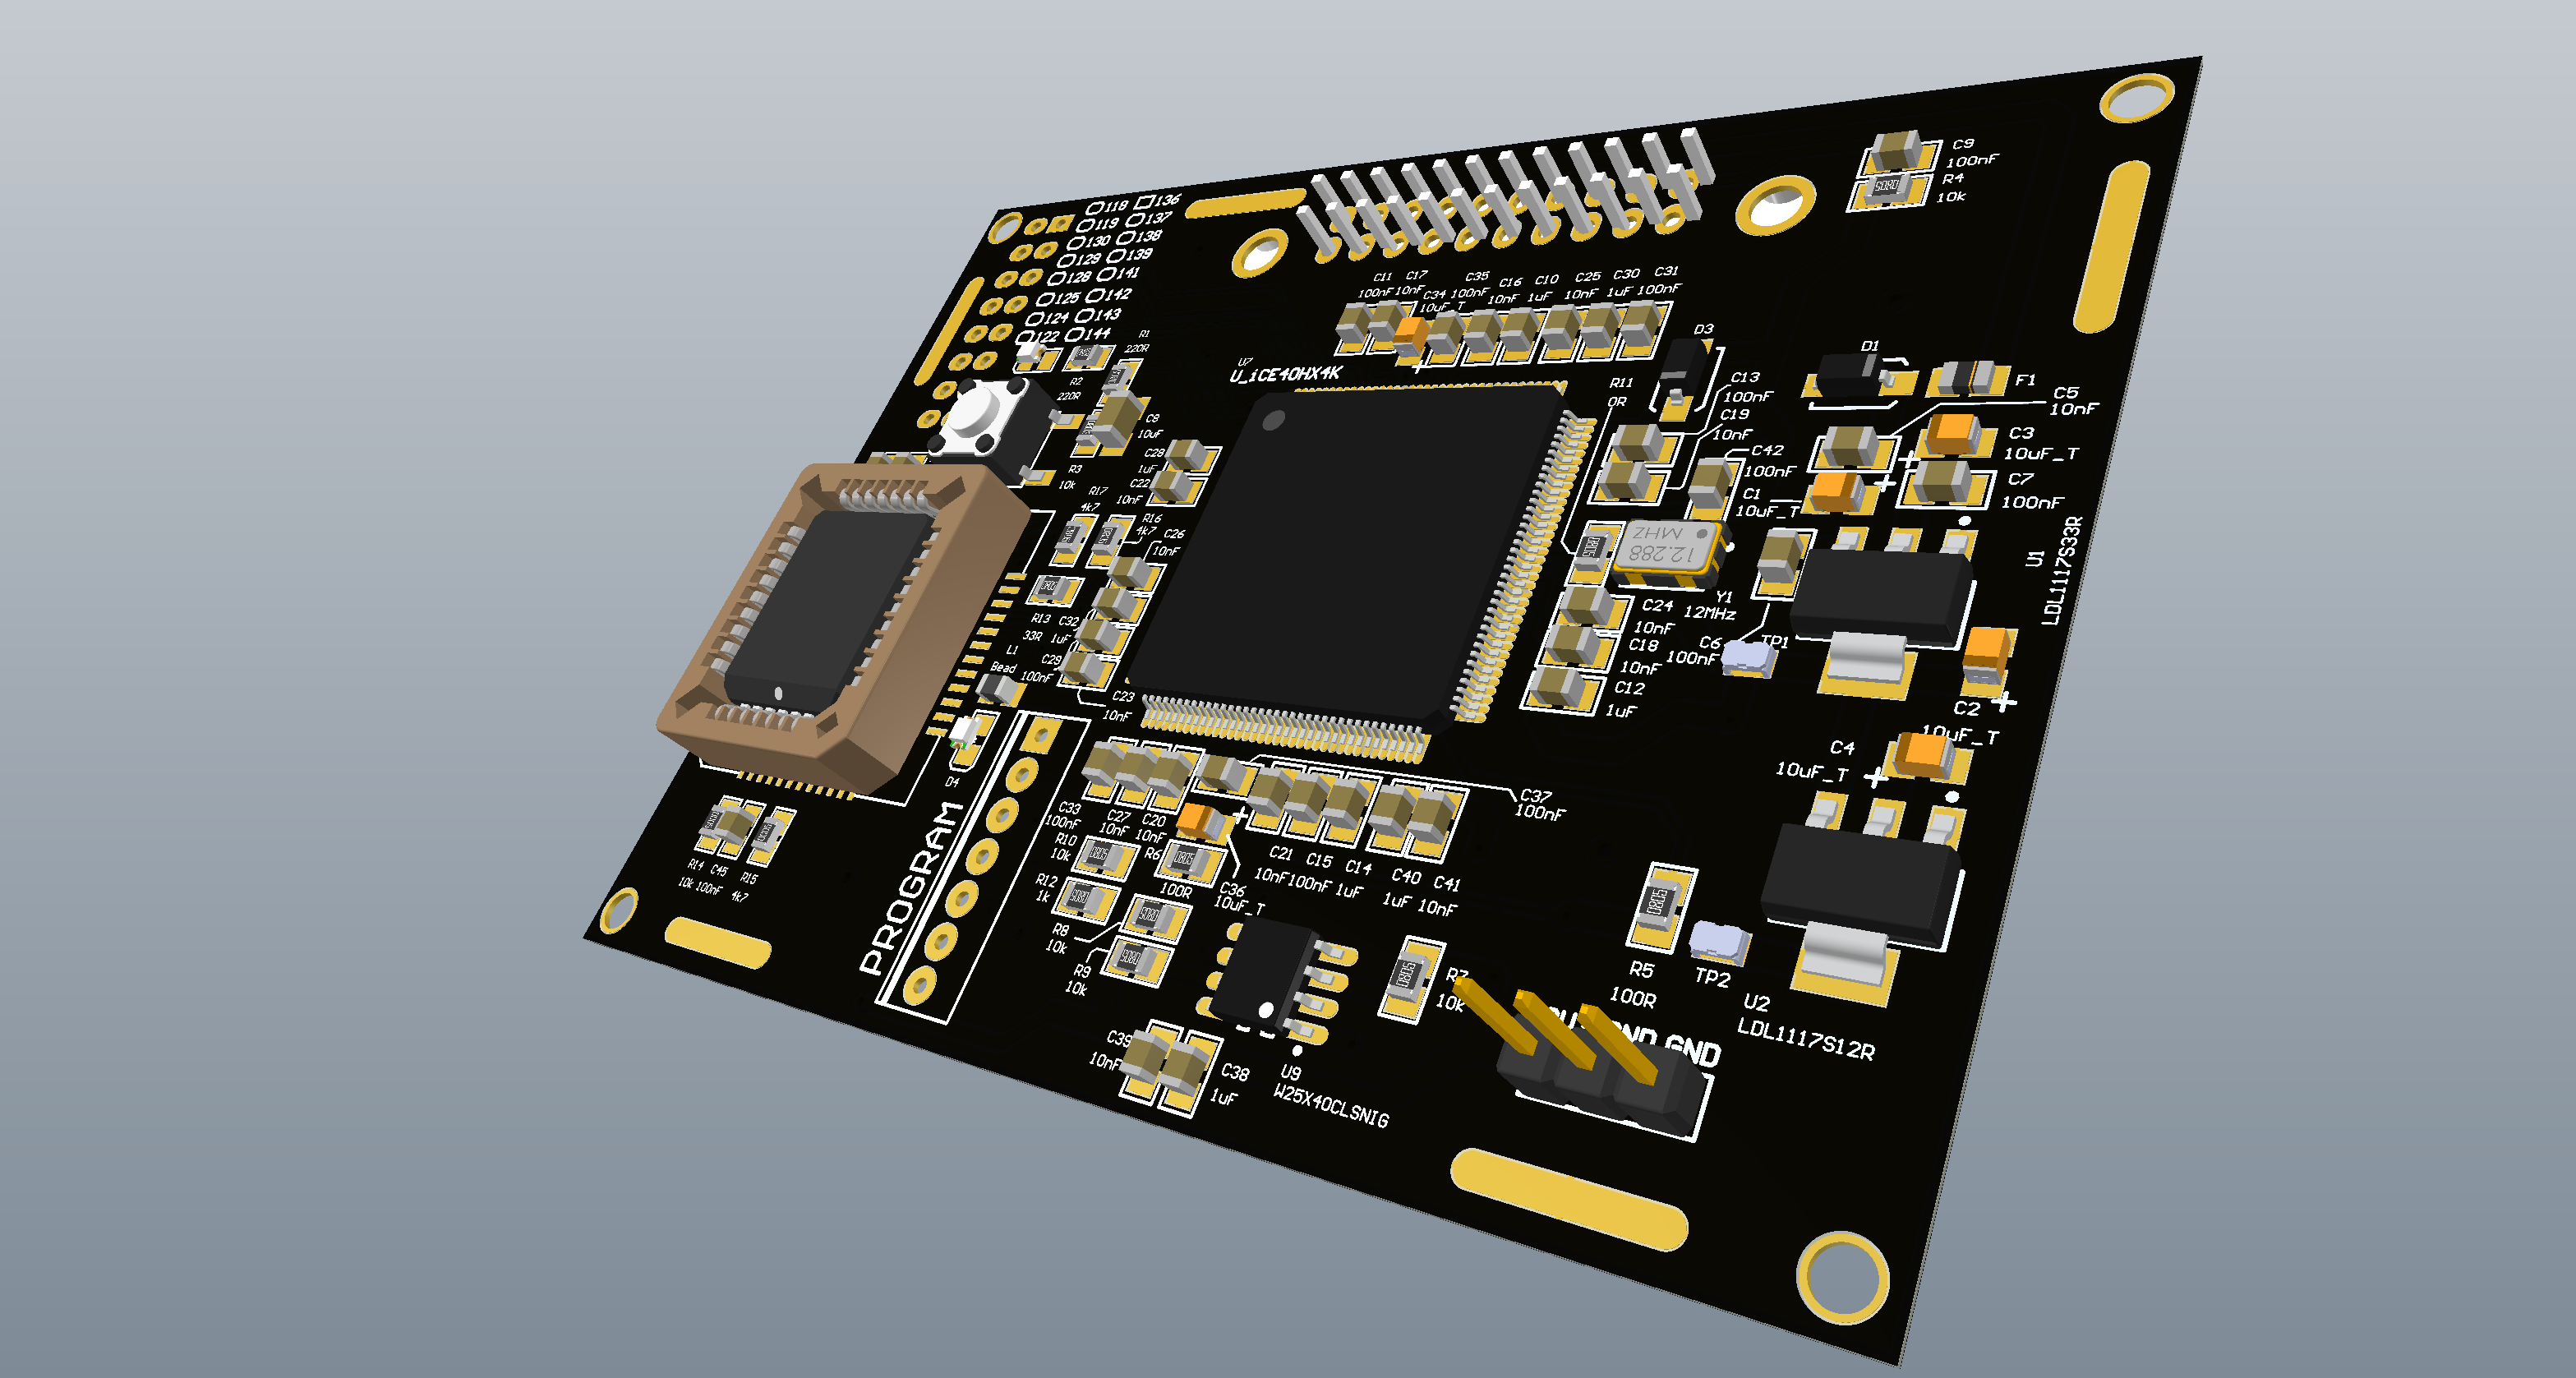 118 136
119 137
130 138
129 139
128 141
125 142
124 143
122 144
C9
100nF
R4
10k
C11
100nF
C17
10nF
C34
10uF_T
C35
100nF
C16
10nF
C10
1uF
C25
10nF
C30
1uF
C31
100nF
R1
220R
R2
220R
C8
10uF
R3
10k
C28
1uF
C22
10nF
U7
U_iCE40HX4K
D3
D1
F1
R11
0R
C13
100nF
C19
10nF
C42
100nF
C5
10nF
C3
10uF_T
C7
100nF
C1
10uF_T
R17
4k7
R16
4k7
C26
10nF
0805
12.288
MHZ
Y1
12MHz
U1
LDL1117S33R
R13
33R
C32
1uF
L1
Bead
C29
100nF
C23
10nF
C24
10nF
C18
10nF
C12
1uF
C6
100nF
TP1
C2
10uF_T
C4
10uF_T
D4
PROGRAM
C33
100nF
C27
10nF
C20
10nF
C37
100nF
R10
10k
0805
R6
0805
100R
R12
1k
0805
C36
10uF_T
C21
10nF
C15
100nF
C14
1uF
C40
1uF
C41
10nF
R14
10k
C45
100nF
R15
4k7
R8
10k
0805
R9
10k
0805
R7
10k
0805
R5
100R
0805
TP2
U2
LDL1117S12R
GND
C39
10nF
C38
1uF
U9
W25X40CLSNIG